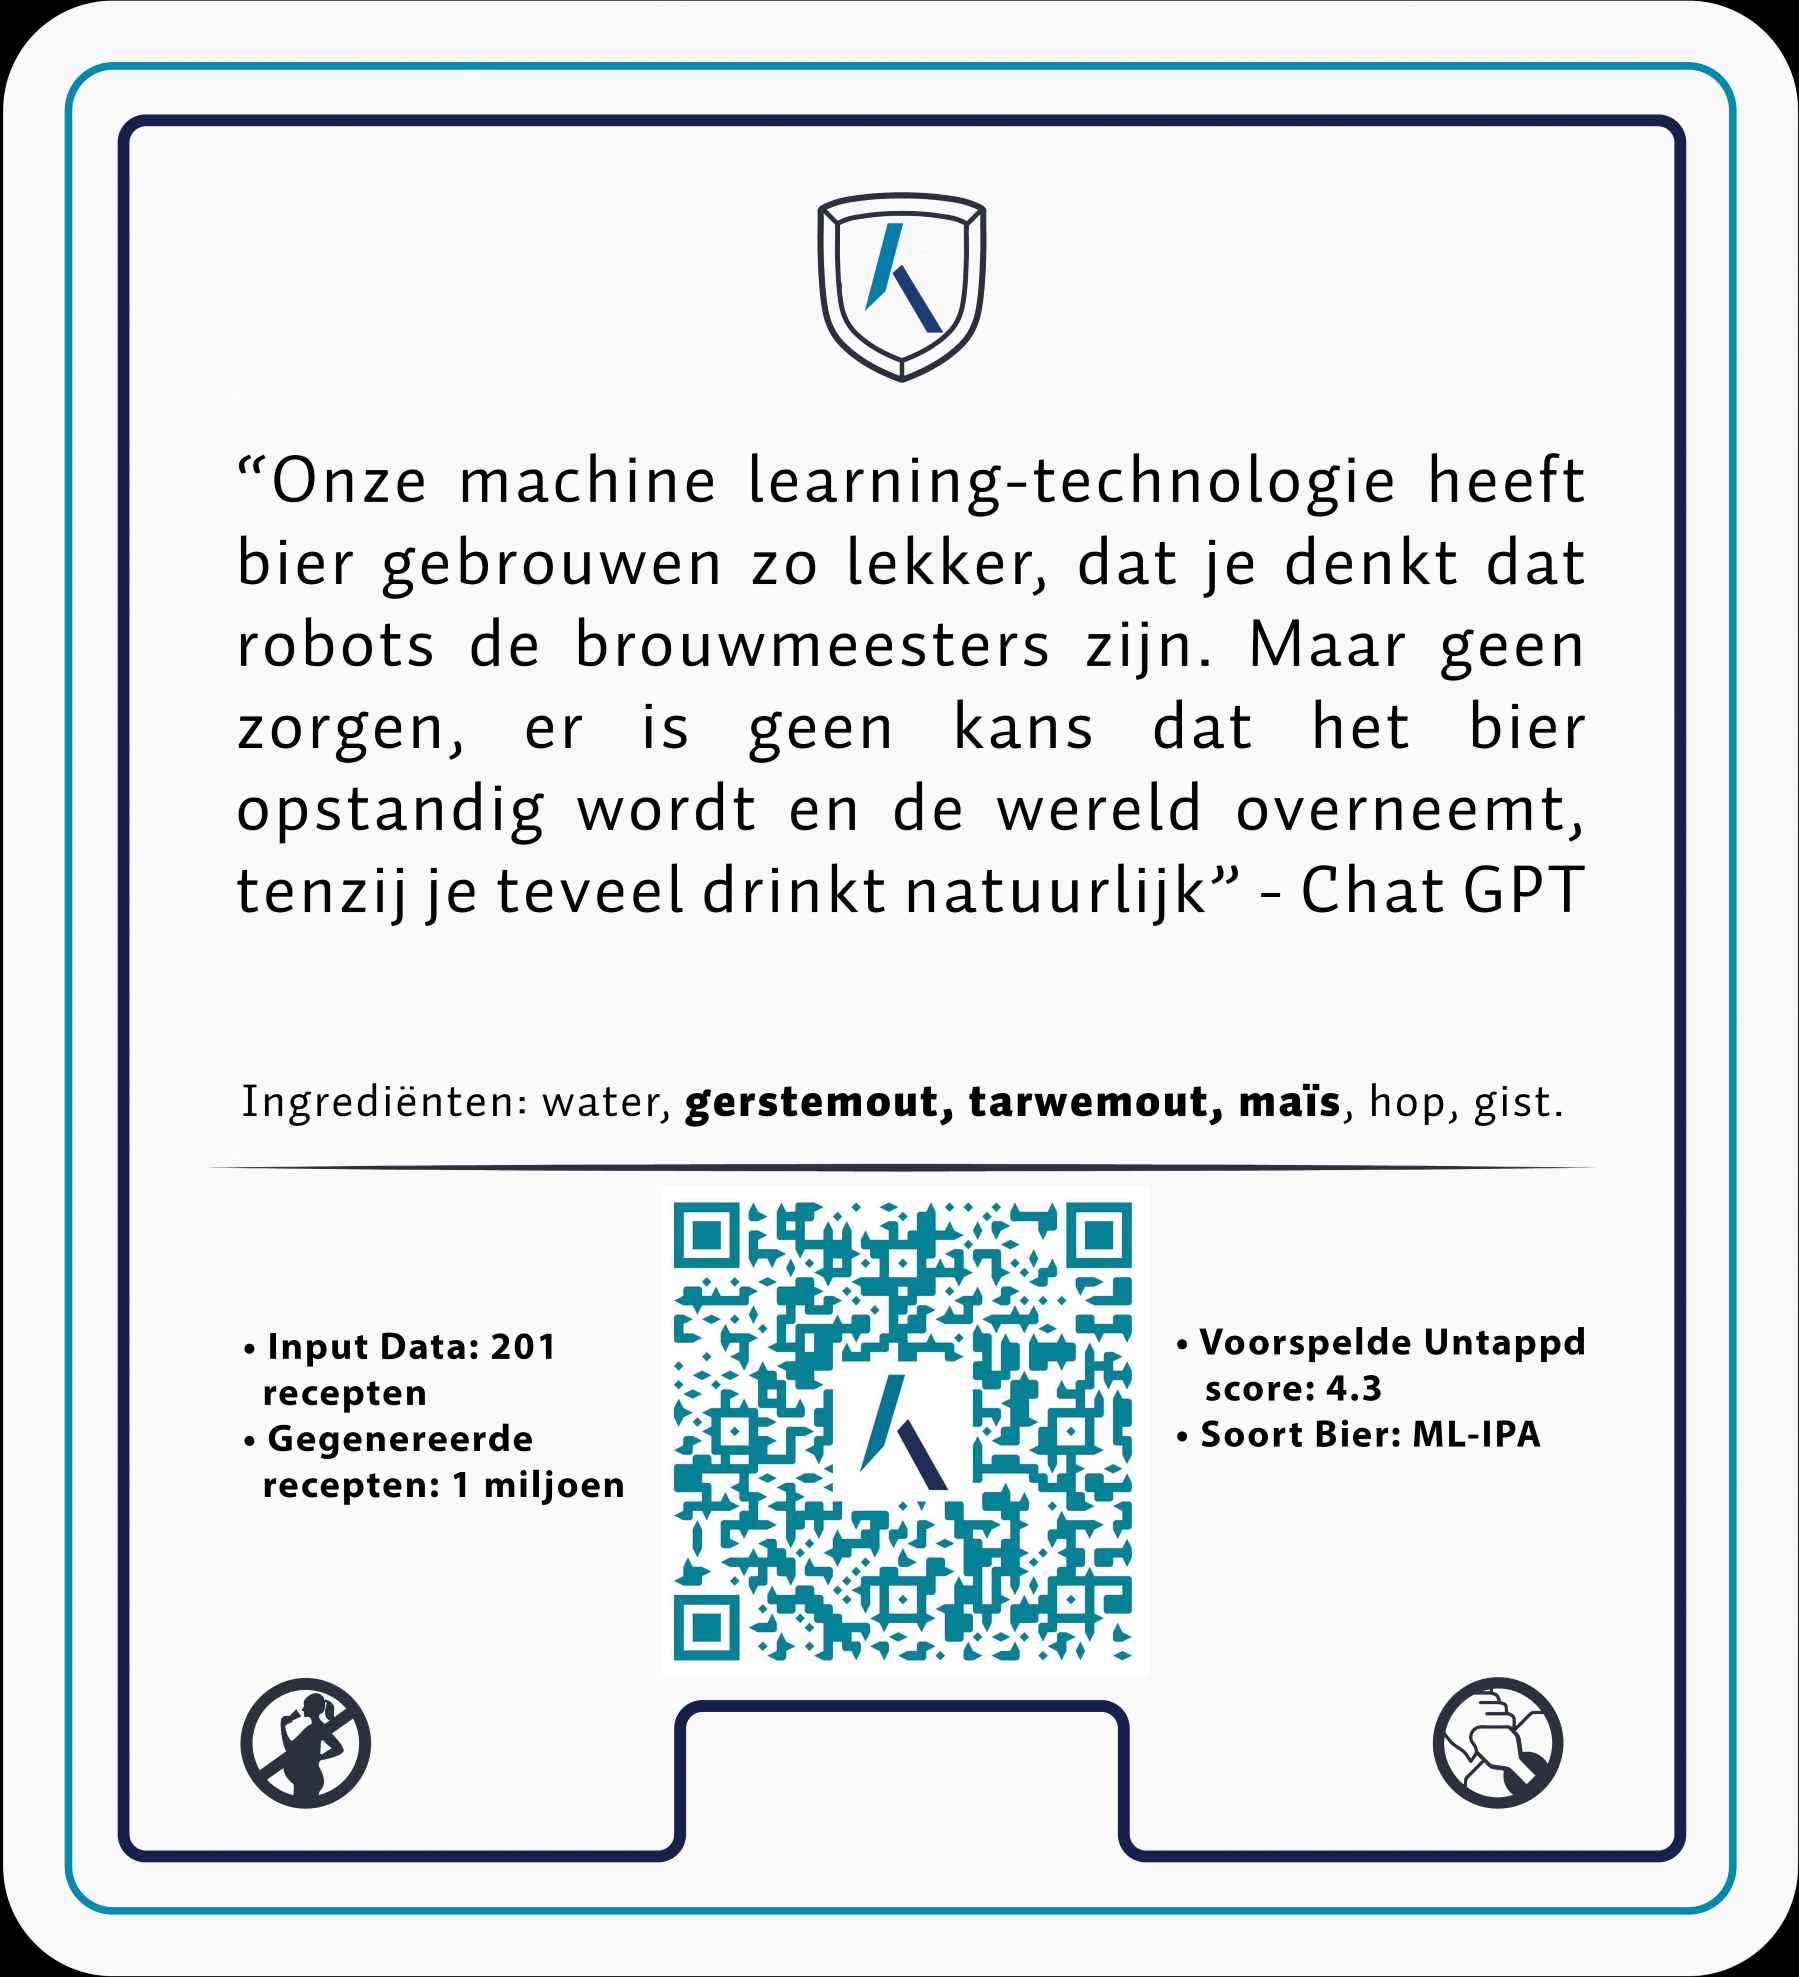 “Onze machine learning-technologie heeft
bier gebrouwen zo lekker, dat je denkt dat
robots de brouwmeesters zijn. Maar geen
zorgen, er is geen kans dat het bier
opstandig wordt en de wereld overneemt,
tenzij je teveel drinkt natuurlijk” - Chat GPT
Ingrediënten: water, gerstemout, tarwemout, maïs, hop, gist.
• Input Data: 201
recepten
• Gegenereerde
recepten: 1 miljoen
• Voorspelde Untappd
score: 4.3
• Soort Bier: ML-IPA